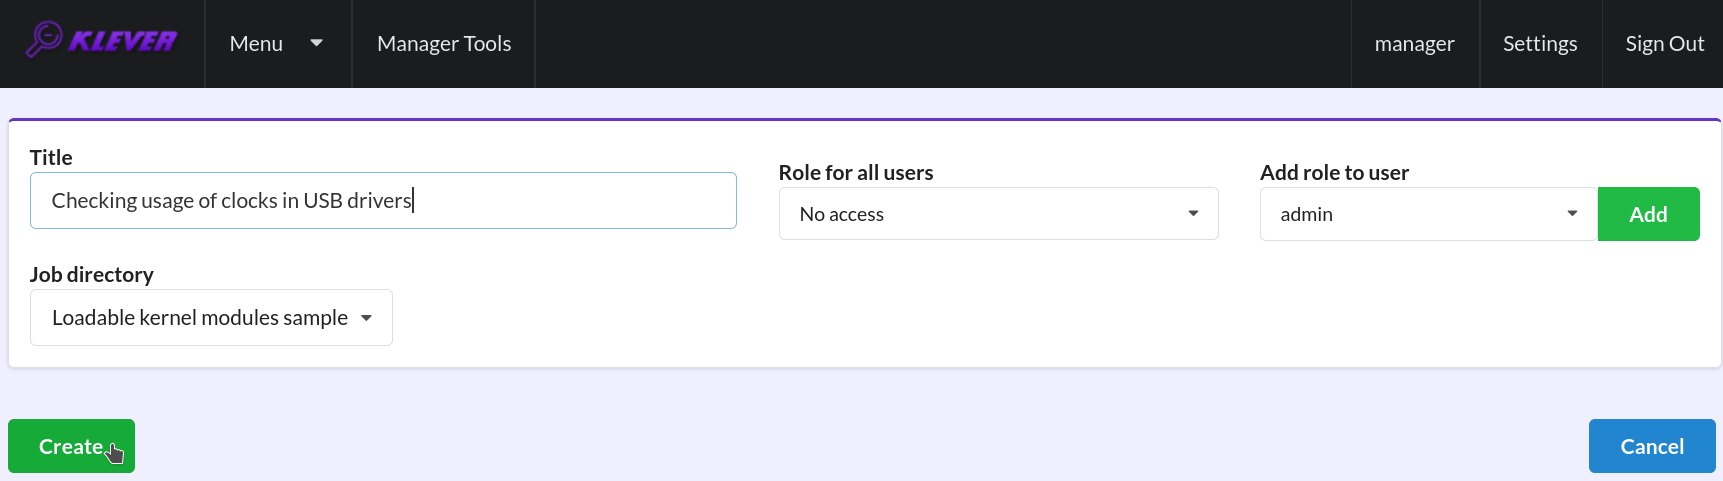 KLEVER Menu Manager Tools manager Settings Sign Out
Title
Checking usage of clocks in USB drivers
Role for all users
No access
Add role to user
admin Add
Job directory
Loadable kernel modules sample
Create Cancel